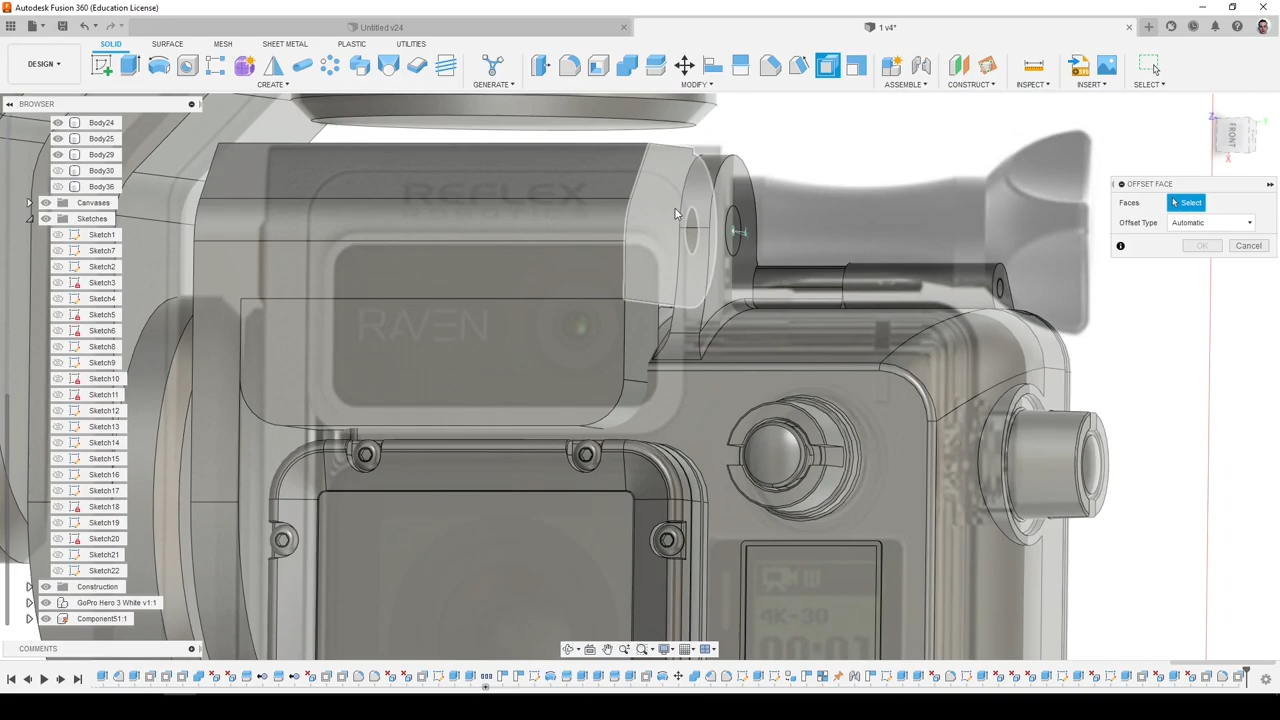 Autodesk Fusion 360 (Education License)
Untitled v24
1 v4*
DESIGN
SOLID
SURFACE
MESH
SHEET METAL
PLASTIC
UTILITIES
CREATE
GENERATE
MODIFY
ASSEMBLE
CONSTRUCT
INSPECT
INSERT
SELECT
BROWSER
Body24
Body25
Body29
Body30
Body36
Canvases
Sketches
Sketch1
Sketch7
Sketch2
Sketch3
Sketch4
Sketch5
Sketch6
Sketch8
Sketch9
Sketch10
Sketch11
Sketch12
Sketch13
Sketch14
Sketch15
Sketch16
Sketch17
Sketch18
Sketch19
Sketch20
Sketch21
Sketch22
Construction
GoPro Hero 3 White v1:1
Component51:1
COMMENTS
REFLEX
RAVEN
4K-30
FRONT
Z
Y
X
OFFSET FACE
Faces
Select
Offset Type
Automatic
OK
Cancel